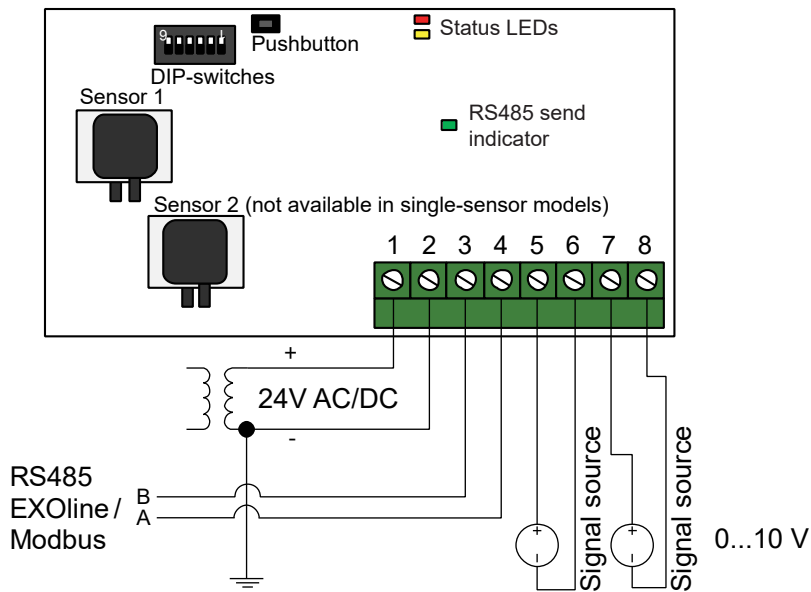 Status LEDs
Pushbutton
6 1
DIP-switches
Sensor 1
RS485 send
indicator
Sensor 2 (not available in single-sensor models)
1 2 3 4 5 6 7 8
+
24V AC/DC
-
RS485
EXOline /
Modbus
B
A
+
-
Signal source
+
-
Signal source
0...10 V